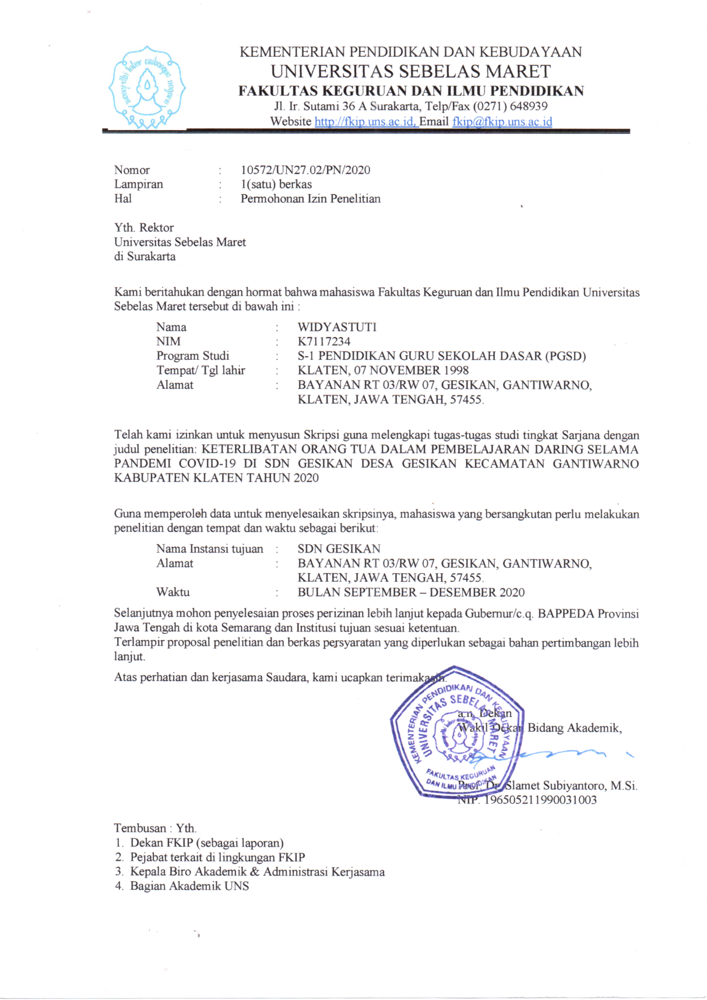 KEMENTERIAN PENDIDIKAN DAN KEBUDAYAAN
UNIVERSITAS SEBELAS MARET
FAKULTAS KEGURUAN DAN ILMU PENDIDIKAN
Jl. Ir. Sutami 36 A Surakarta, Telp/Fax (0271) 648939
Website http://fkip.uns.ac.id, Email fkip@fkip.uns.ac.id
Nomor : 10572/UN27.02/PN/2020
Lampiran : 1(satu) berkas
Hal : Permohonan Izin Penelitian
Yth. Rektor
Universitas Sebelas Maret
di Surakarta
Kami beritahukan dengan hormat bahwa mahasiswa Fakultas Keguruan dan Ilmu Pendidikan Universitas
Sebelas Maret tersebut di bawah ini :
Nama : WIDYASTUTI
NIM : K7117234
Program Studi : S-1 PENDIDIKAN GURU SEKOLAH DASAR (PGSD)
Tempat/ Tgl lahir : KLATEN, 07 NOVEMBER 1998
Alamat : BAYANAN RT 03/RW 07, GESIKAN, GANTIWARNO,
KLATEN, JAWA TENGAH, 57455.
Telah kami izinkan untuk menyusun Skripsi guna melengkapi tugas-tugas studi tingkat Sarjana dengan
judul penelitian: KETERLIBATAN ORANG TUA DALAM PEMBELAJARAN DARING SELAMA
PANDEMI COVID-19 DI SDN GESIKAN DESA GESIKAN KECAMATAN GANTIWARNO
KABUPATEN KLATEN TAHUN 2020
Guna memperoleh data untuk menyelesaikan skripsinya, mahasiswa yang bersangkutan perlu melakukan
penelitian dengan tempat dan waktu sebagai berikut:
Nama Instansi tujuan : SDN GESIKAN
Alamat : BAYANAN RT 03/RW 07, GESIKAN, GANTIWARNO,
KLATEN, JAWA TENGAH, 57455.
Waktu : BULAN SEPTEMBER – DESEMBER 2020
Selanjutnya mohon penyelesaian proses perizinan lebih lanjut kepada Gubernur/c.q. BAPPEDA Provinsi
Jawa Tengah di kota Semarang dan Institusi tujuan sesuai ketentuan.
Terlampir proposal penelitian dan berkas persyaratan yang diperlukan sebagai bahan pertimbangan lebih
lanjut.
Atas perhatian dan kerjasama Saudara, kami ucapkan terimakasih.
a.n. Dekan
Wakil Dekan Bidang Akademik,
KEMENTERIAN PENDIDIKAN DAN KEBUDAYAAN
UNIVERSITAS SEBELAS MARET
FAKULTAS KEGURUAN
DAN ILMU PENDIDIKAN
Prof. Dr. Slamet Subiyantoro, M.Si.
NIP. 196505211990031003
Tembusan : Yth.
1. Dekan FKIP (sebagai laporan)
2. Pejabat terkait di lingkungan FKIP
3. Kepala Biro Akademik & Administrasi Kerjasama
4. Bagian Akademik UNS